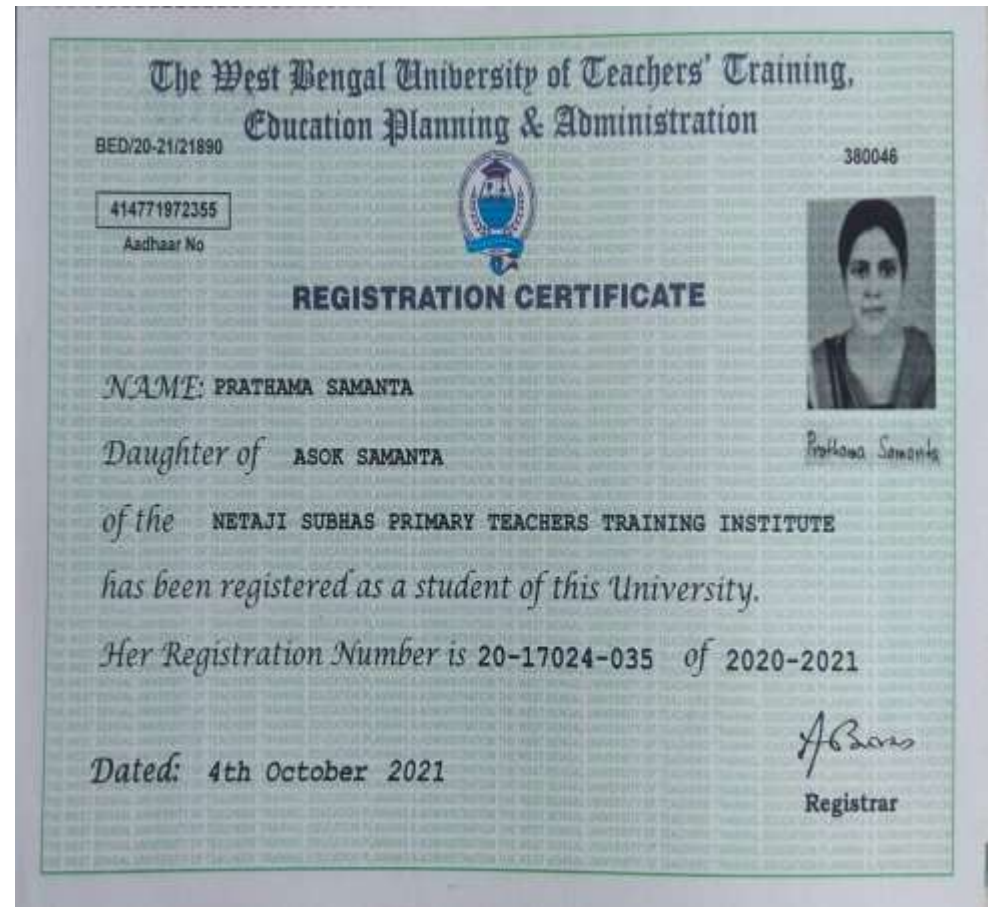 The West Bengal University of Teachers' Training,
Education Planning & Administration
BED/20-21/21890
380046
414771972355
Aadhaar No
REGISTRATION CERTIFICATE
NAME: PRATHAMA SAMANTA
Prathama Samanta
Daughter of ASOK SAMANTA
of the NETAJI SUBHAS PRIMARY TEACHERS TRAINING INSTITUTE
has been registered as a student of this University.
Her Registration Number is 20-17024-035 of 2020-2021
Dated: 4th October 2021
Registrar